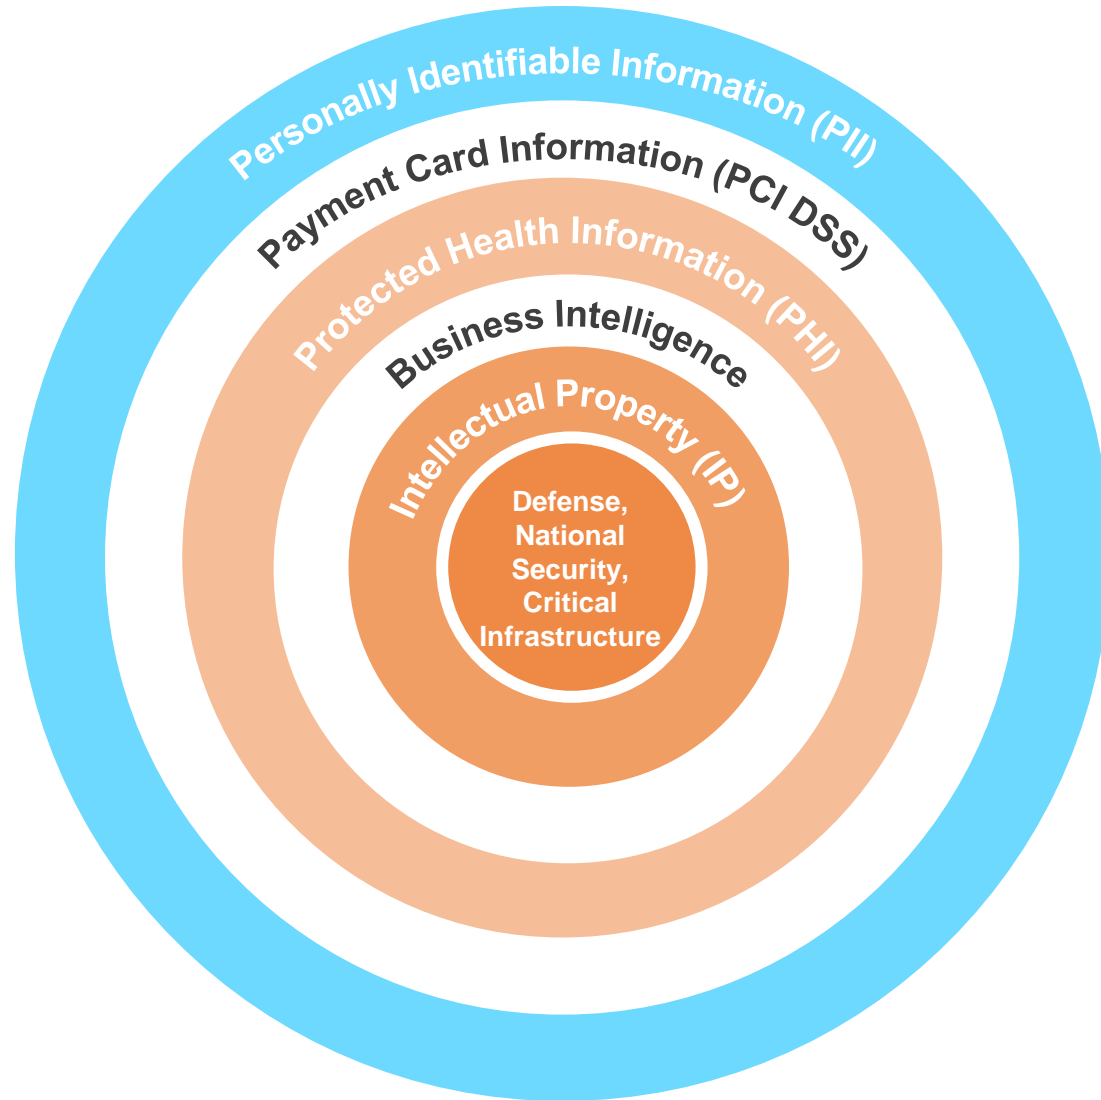 Personally Identifiable Information (PII)
Payment Card Information (PCI DSS)
Protected Health Information (PHI)
Business Intelligence
Intellectual Property (IP)
Defense,
National
Security,
Critical
Infrastructure